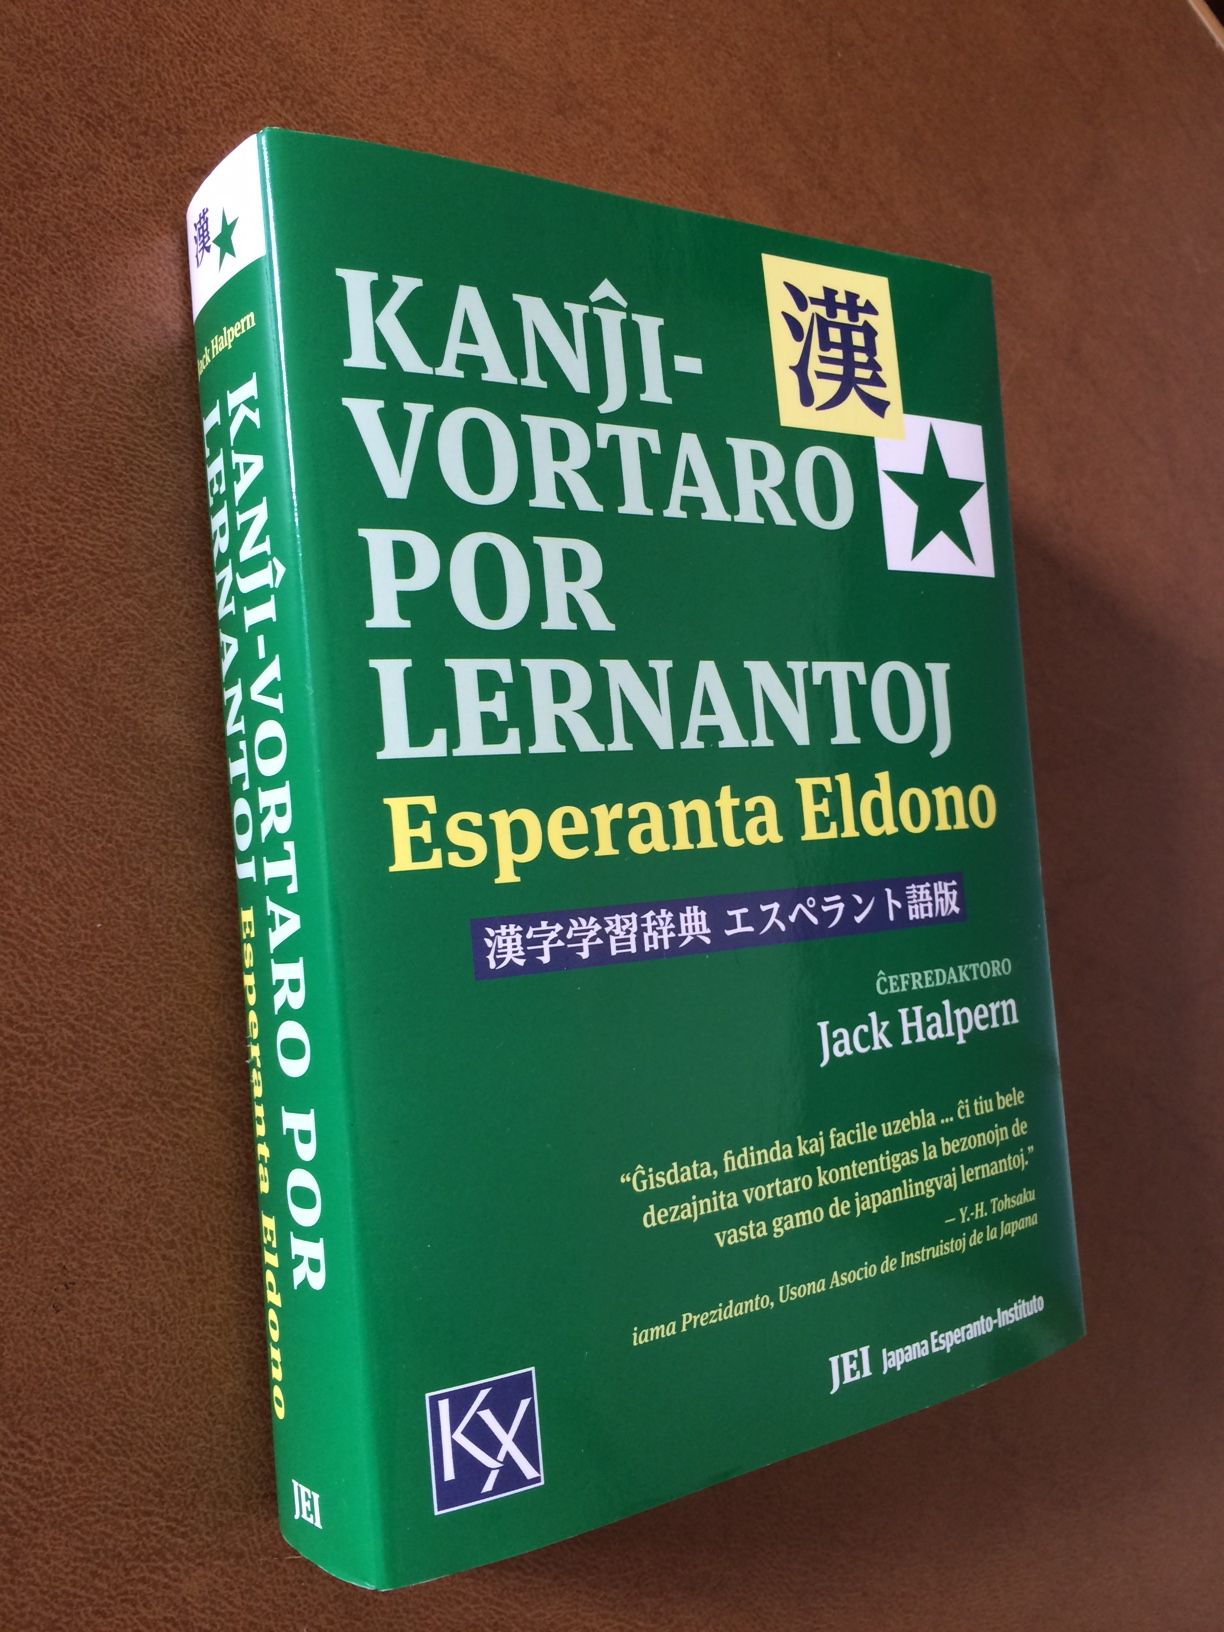 漢
Jack Halpern
KANĴI-VORTARO POR
LERNANTOJ Esperanta Eldono
JEI
KANĴI-
VORTARO
POR
LERNANTOJ
漢
Esperanta Eldono
漢字学習辞典 エスペラント語版
ĈEFREDAKTORO
Jack Halpern
“Ĝisdata, fidinda kaj facile uzebla ... ĉi tiu bele
dezajnita vortaro kontentigas la bezonojn de
vasta gamo de japanlingvaj lernantoj.”
– Y.-H. Tohsaku
iama Prezidanto, Usona Asocio de Instruistoj de la Japana
JEI Japana Esperanto-Instituto
KX